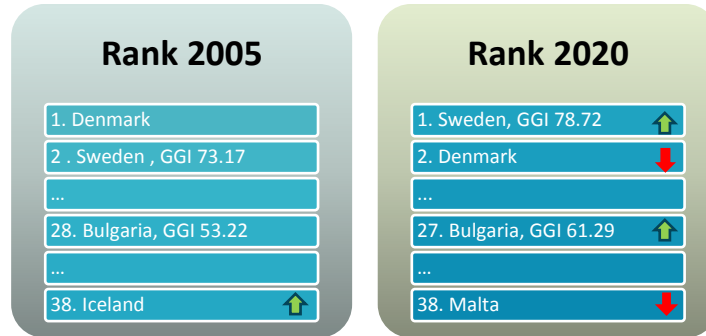 Rank 2005
1. Denmark
2 . Sweden , GGI 73.17
...
28. Bulgaria, GGI 53.22
...
38. Iceland
Rank 2020
1. Sweden, GGI 78.72
2. Denmark
...
27. Bulgaria, GGI 61.29
...
38. Malta